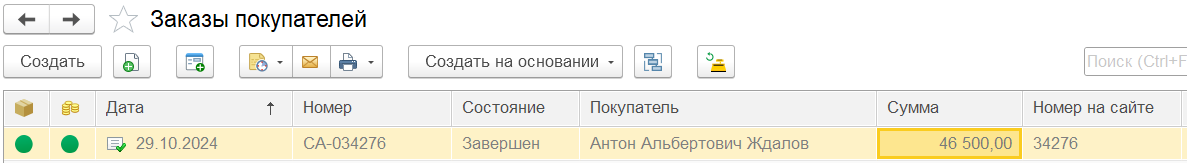 Заказы покупателей
Создать Создать на основании Поиск (Ctrl+F
Дата Номер Состояние Покупатель Сумма Номер на сайте
29.10.2024 СА-034276 Завершен Антон Альбертович Ждалов 46 500,00 34276